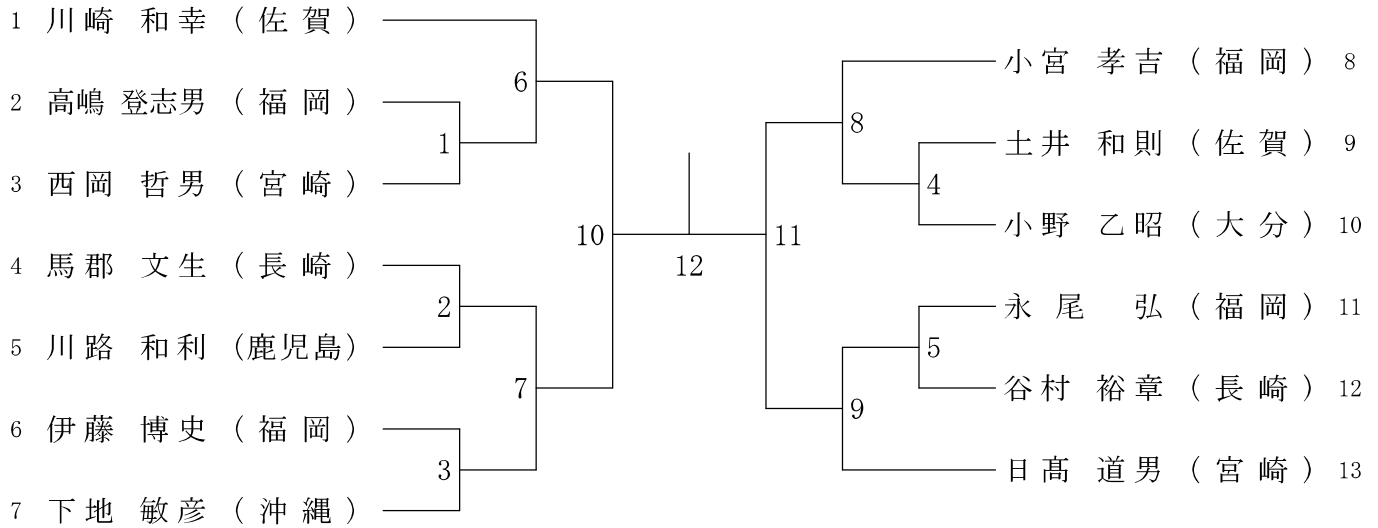 1 川崎 和幸 (佐賀)
2 高嶋 登志男 (福岡)
3 西岡 哲男 (宮崎)
4 馬郡 文生 (長崎)
5 川路 和利 (鹿児島)
6 伊藤 博史 (福岡)
7 下地 敏彦 (沖縄)
6
1
2
7
3
10
12
11
8
4
5
9
小宮 孝吉 (福岡) 8
土井 和則 (佐賀) 9
小野 乙昭 (大分) 10
永尾 弘 (福岡) 11
谷村 裕章 (長崎) 12
日髙 道男 (宮崎) 13